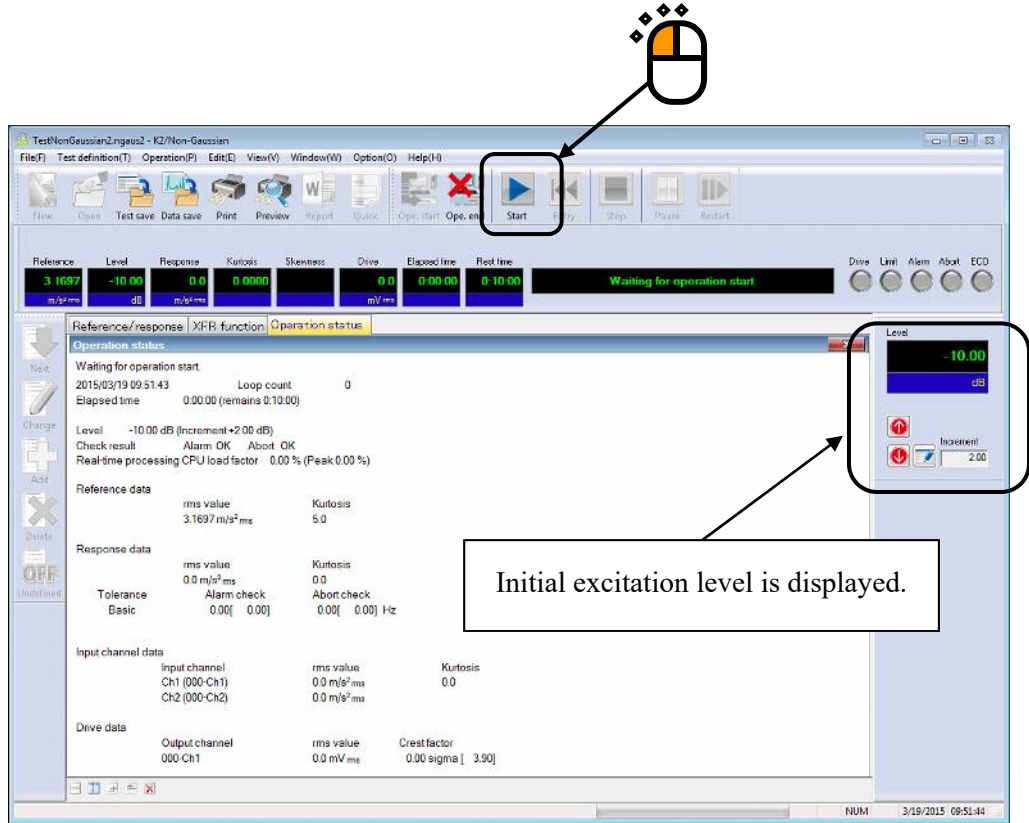 TestNonGaussian2.ngaus2 - K2/Non-Gaussian
File(F) Test definition(T) Operation(P) Edit(E) View(V) Window(W) Option(O) Help(H)
New Open Test save Data save Print Preview Report Quick Ope. start Ope. end Start Retry Stop Pause Restart
Reference Level Response Kurtosis Skewness Drive Elapsed time Rest time Drive Limit Alarm Abort ECD
3.1697 -10.00 0.0 0.0000 0.0 0:00:00 0:10:00 Waiting for operation start
m/s² rms dB m/s² rms mV rms
Reference/response XFR function Operation status
Level
Operation status
-10.00
dB
Next
Change
Add
Delete
OFF
Undefined
Waiting for operation start.
2015/03/19 09:51:43 Loop count 0
Elapsed time 0:00:00 (remains 0:10:00)
Level -10.00 dB (Increment +2.00 dB)
Check result Alarm OK Abort OK
Real-time processing CPU load factor 0.00 % (Peak 0.00 %)
Increment
2.00
Reference data
rms value Kurtosis
3.1697 m/s² rms 5.0
Response data
rms value Kurtosis
0.0 m/s² rms 0.0
Tolerance Alarm check Abort check
Basic 0.00[ 0.00] 0.00[ 0.00] Hz
Initial excitation level is displayed.
Input channel data
Input channel rms value Kurtosis
Ch1 (000-Ch1) 0.0 m/s² rms 0.0
Ch2 (000-Ch2) 0.0 m/s² rms
Drive data
Output channel rms value Crest factor
000-Ch1 0.0 mV rms 0.00 sigma [ 3.90]
NUM 3/19/2015 09:51:44